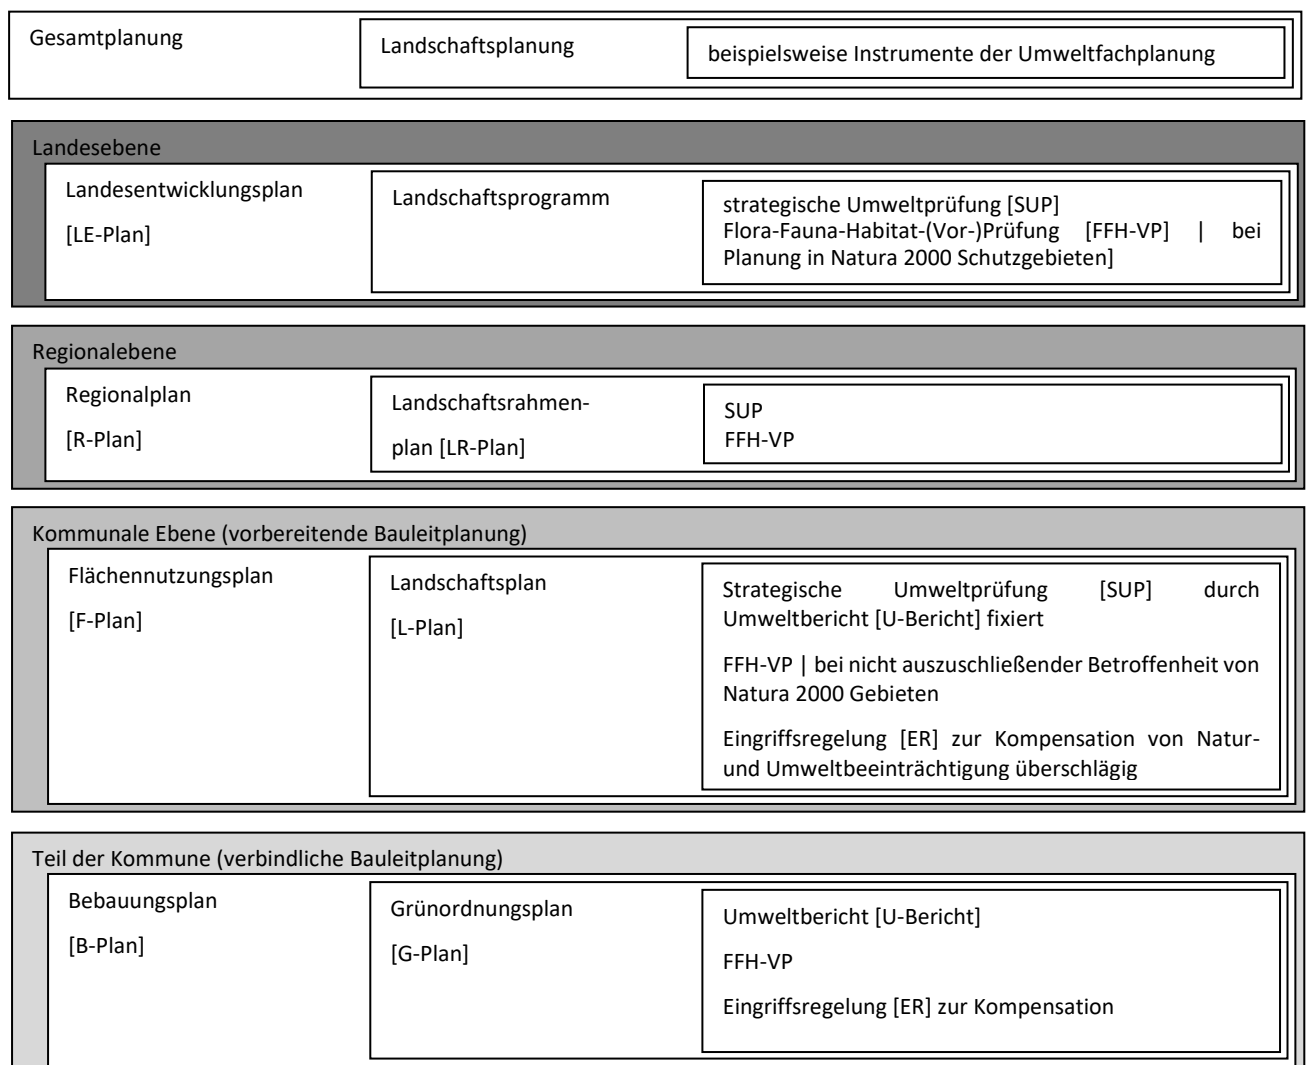 Gesamtplanung
Landschaftsplanung
beispielsweise Instrumente der Umweltfachplanung
Landesebene
Landesentwicklungsplan
[LE-Plan]
Landschaftsprogramm
strategische Umweltprüfung [SUP]
Flora-Fauna-Habitat-(Vor-)Prüfung [FFH-VP] | bei
Planung in Natura 2000 Schutzgebieten]
Regionalebene
Regionalplan
[R-Plan]
Landschaftsrahmen-
plan [LR-Plan]
SUP
FFH-VP
Kommunale Ebene (vorbereitende Bauleitplanung)
Flächennutzungsplan
[F-Plan]
Landschaftsplan
[L-Plan]
Strategische Umweltprüfung [SUP] durch
Umweltbericht [U-Bericht] fixiert
FFH-VP | bei nicht auszuschließender Betroffenheit von
Natura 2000 Gebieten
Eingriffsregelung [ER] zur Kompensation von Natur-
und Umweltbeeinträchtigung überschlägig
Teil der Kommune (verbindliche Bauleitplanung)
Bebauungsplan
[B-Plan]
Grünordnungsplan
[G-Plan]
Umweltbericht [U-Bericht]
FFH-VP
Eingriffsregelung [ER] zur Kompensation